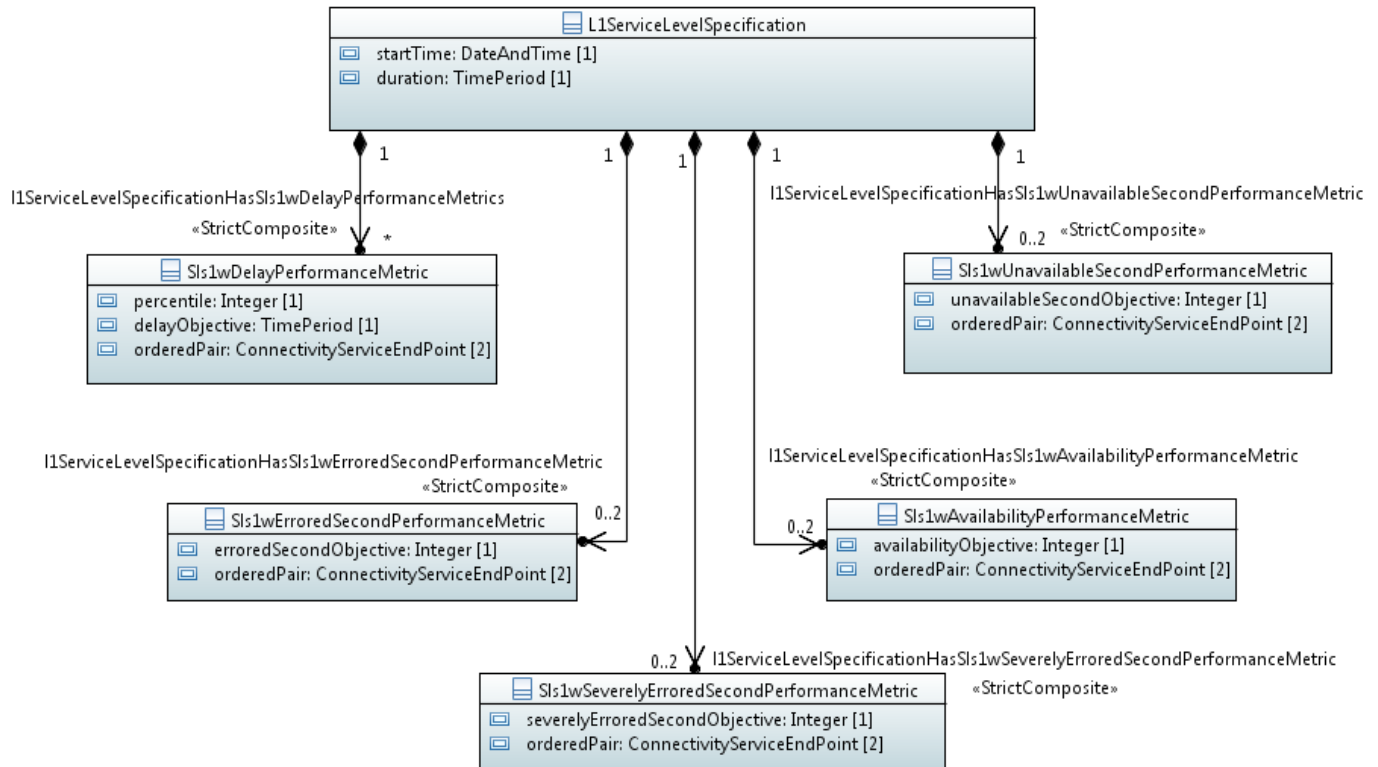 L1ServiceLevelSpecification
startTime: DateAndTime [1]
duration: TimePeriod [1]
1
1
1
1
1
l1ServiceLevelSpecificationHasSls1wDelayPerformanceMetrics
«StrictComposite»
*
l1ServiceLevelSpecificationHasSls1wUnavailableSecondPerformanceMetric
«StrictComposite»
0..2
Sls1wDelayPerformanceMetric
percentile: Integer [1]
delayObjective: TimePeriod [1]
orderedPair: ConnectivityServiceEndPoint [2]
Sls1wUnavailableSecondPerformanceMetric
unavailableSecondObjective: Integer [1]
orderedPair: ConnectivityServiceEndPoint [2]
l1ServiceLevelSpecificationHasSls1wErroredSecondPerformanceMetric
«StrictComposite»
0..2
l1ServiceLevelSpecificationHasSls1wAvailabilityPerformanceMetric
«StrictComposite»
0..2
Sls1wErroredSecondPerformanceMetric
erroredSecondObjective: Integer [1]
orderedPair: ConnectivityServiceEndPoint [2]
Sls1wAvailabilityPerformanceMetric
availabilityObjective: Integer [1]
orderedPair: ConnectivityServiceEndPoint [2]
0..2
l1ServiceLevelSpecificationHasSls1wSeverelyErroredSecondPerformanceMetric
«StrictComposite»
Sls1wSeverelyErroredSecondPerformanceMetric
severelyErroredSecondObjective: Integer [1]
orderedPair: ConnectivityServiceEndPoint [2]